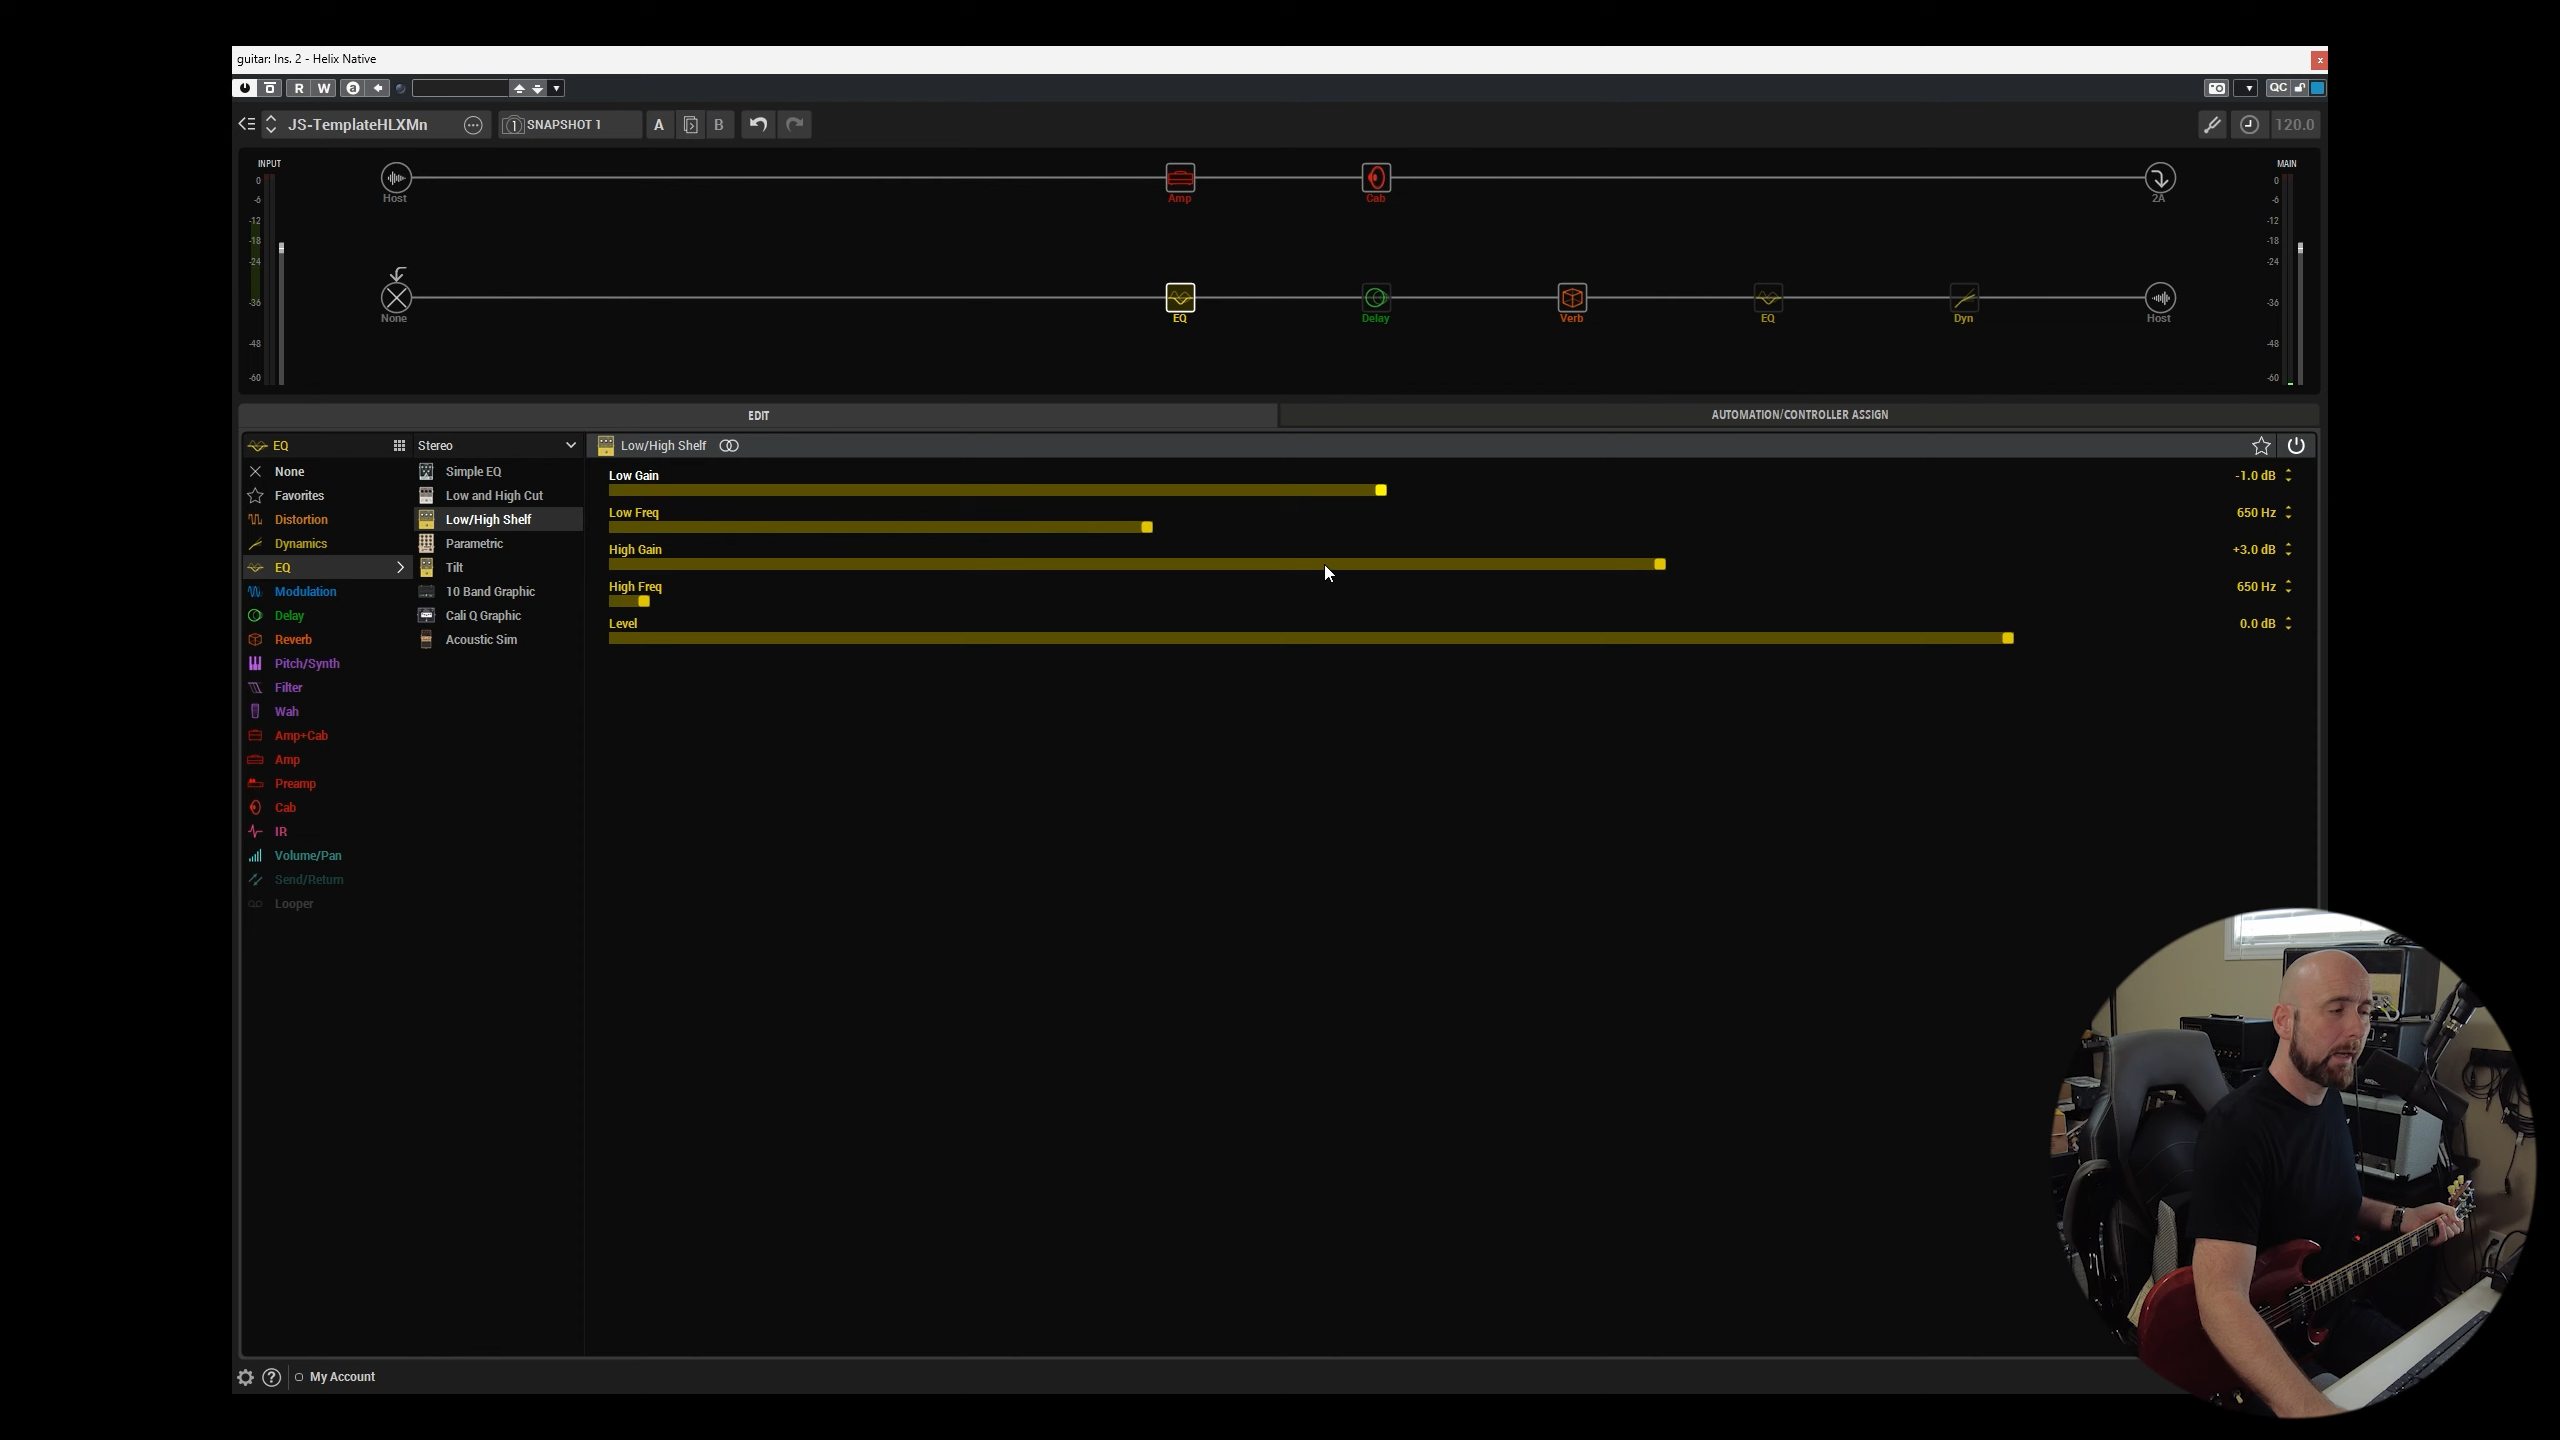 guitar: Ins. 2 - Helix Native
x
R W a QC
JS-TemplateHLXMn 1 SNAPSHOT 1 A B 120.0
INPUT MAIN
0 0
-6 -6
-12 -12
-18 -18
-24 -24
-36 -36
-48 -48
-60 -60
Host Amp Cab 2A
None EQ Delay Verb EQ Dyn Host
EDIT AUTOMATION/CONTROLLER ASSIGN
EQ Stereo Low/High Shelf
None
Favorites
Distortion
Dynamics
EQ
Modulation
Delay
Reverb
Pitch/Synth
Filter
Wah
Amp+Cab
Amp
Preamp
Cab
IR
Volume/Pan
Send/Return
Looper
Simple EQ
Low and High Cut
Low/High Shelf
Parametric
Tilt
10 Band Graphic
Cali Q Graphic
Acoustic Sim
Low Gain -1.0 dB
Low Freq 650 Hz
High Gain +3.0 dB
High Freq 650 Hz
Level 0.0 dB
? My Account